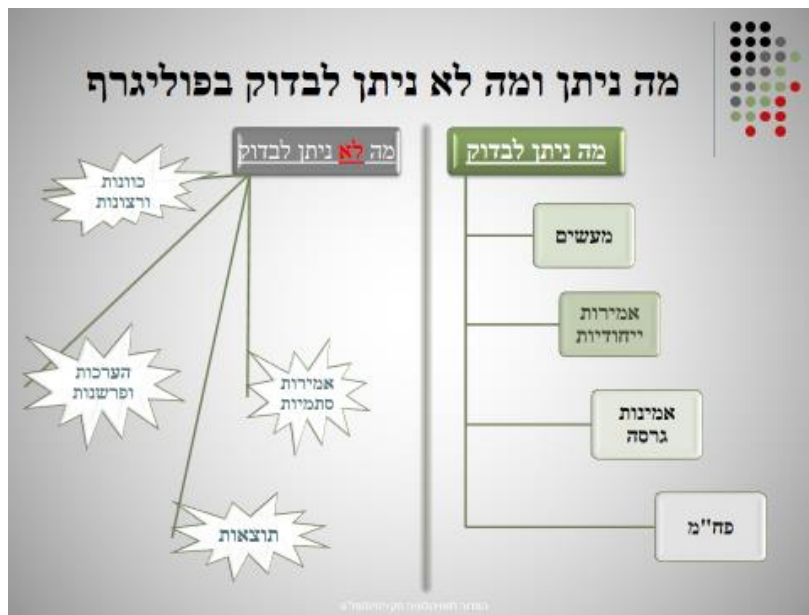 מה ניתן ומה לא ניתן לבדוק בפוליגרף
מה ניתן לבדוק
מעשים
אמירות
ייחודיות
אמינות
גרסה
פח"מ
מה לא ניתן לבדוק
כוונות
ורצונות
הערכות
ופרשנות
אמירות
סתמיות
תוצאות